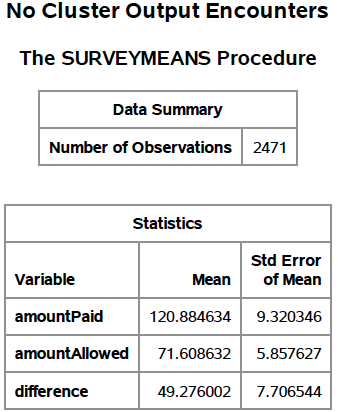 No Cluster Output Encounters
The SURVEYMEANS Procedure
Data Summary
Number of Observations 2471
Statistics
Variable Mean Std Error of Mean
amountPaid 120.884634 9.320346
amountAllowed 71.608632 5.857627
difference 49.276002 7.706544